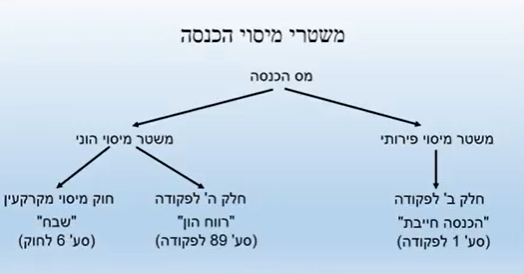 משטרי מיסוי הכנסה
מס הכנסה
משטר מיסוי פירותי
משטר מיסוי הוני
חלק ב' לפקודה
"הכנסה חייבת"
(סע' 1 לפקודה)
חלק ה' לפקודה
"רווח הון"
(סע' 89 לפקודה)
חוק מיסוי מקרקעין
"שבח"
(סע' 6 לחוק)